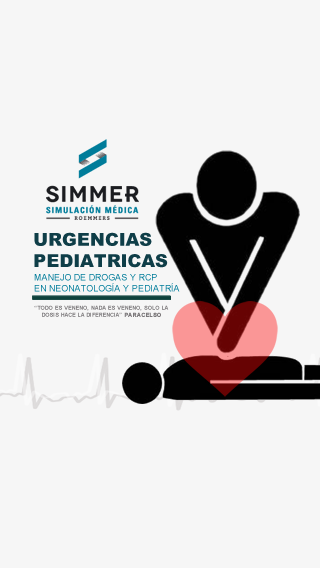 SIMMER
SIMULACIÓN MÉDICA
ROEMMERS
URGENCIAS
PEDIATRICAS
MANEJO DE DROGAS Y RCP
EN NEONATOLOGÍA Y PEDIATRÍA
"TODO ES VENENO, NADA ES VENENO, SOLO LA
DOSIS HACE LA DIFERENCIA" PARACELSO